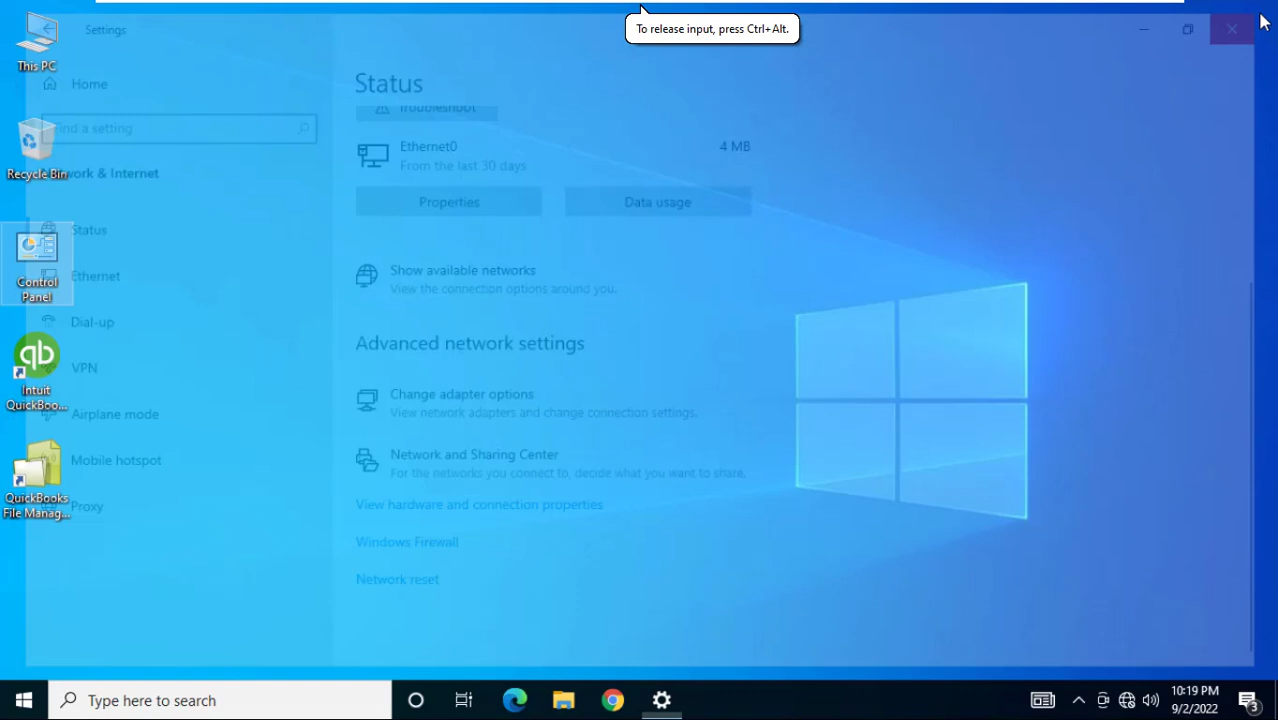 To release input, press Ctrl+Alt.
Settings
This PC
Home
Status
Find a setting
Troubleshoot
Ethernet0
4 MB
From the last 30 days
Recycle Bin
work & Internet
Properties
Data usage
Status
Ethernet
Show available networks
View the connection options around you.
Control
Panel
Dial-up
Advanced network settings
VPN
Intuit
QuickBoo...
Change adapter options
View network adapters and change connection settings.
Airplane mode
Mobile hotspot
Network and Sharing Center
For the networks you connect to, decide what you want to share.
QuickBooks
File Manag...
Proxy
View hardware and connection properties
Windows Firewall
Network reset
Type here to search
10:19 PM
9/2/2022
3